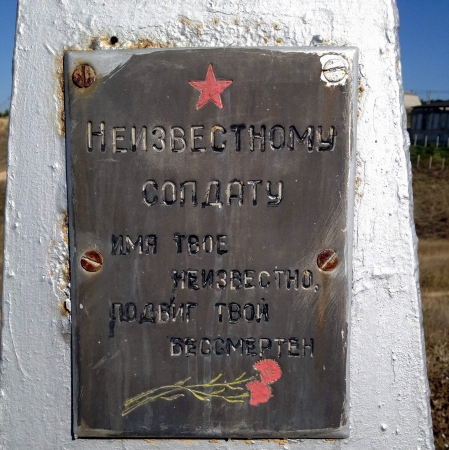 НЕИЗВЕСТНОМУ
СОЛДАТУ
ИМЯ ТВОЕ
НЕИЗВЕСТНО,
ПОДВИГ ТВОЙ
БЕССМЕРТЕН